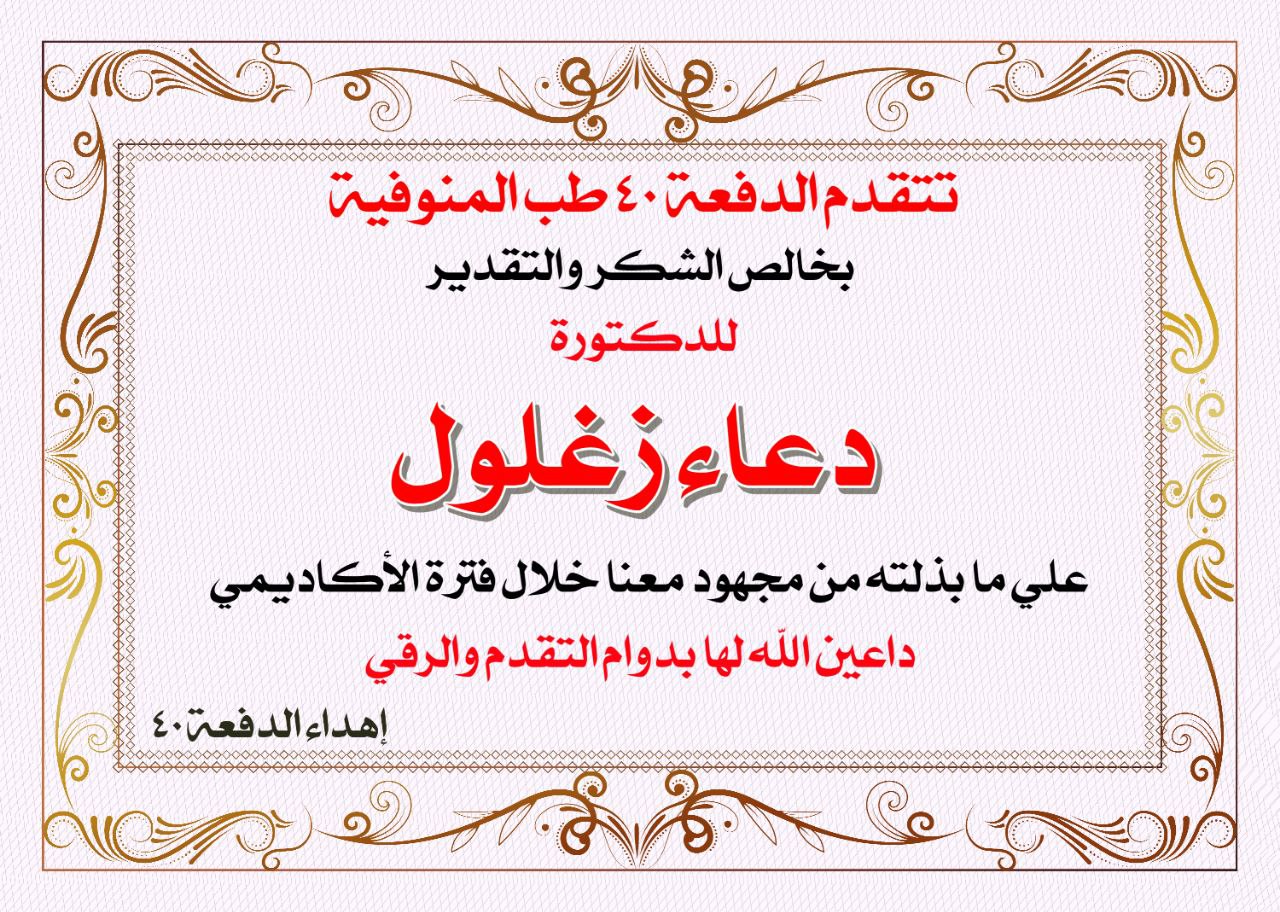 تتقدم الدفعة ٤٠ طب المنوفية
بخالص الشكر والتقدير
للدكتورة
دعاء زغلول
علي ما بذلته من مجهود معنا خلال فترة الأكاديمي
داعين الله لها بدوام التقدم والرقي
إهداء الدفعة ٤٠